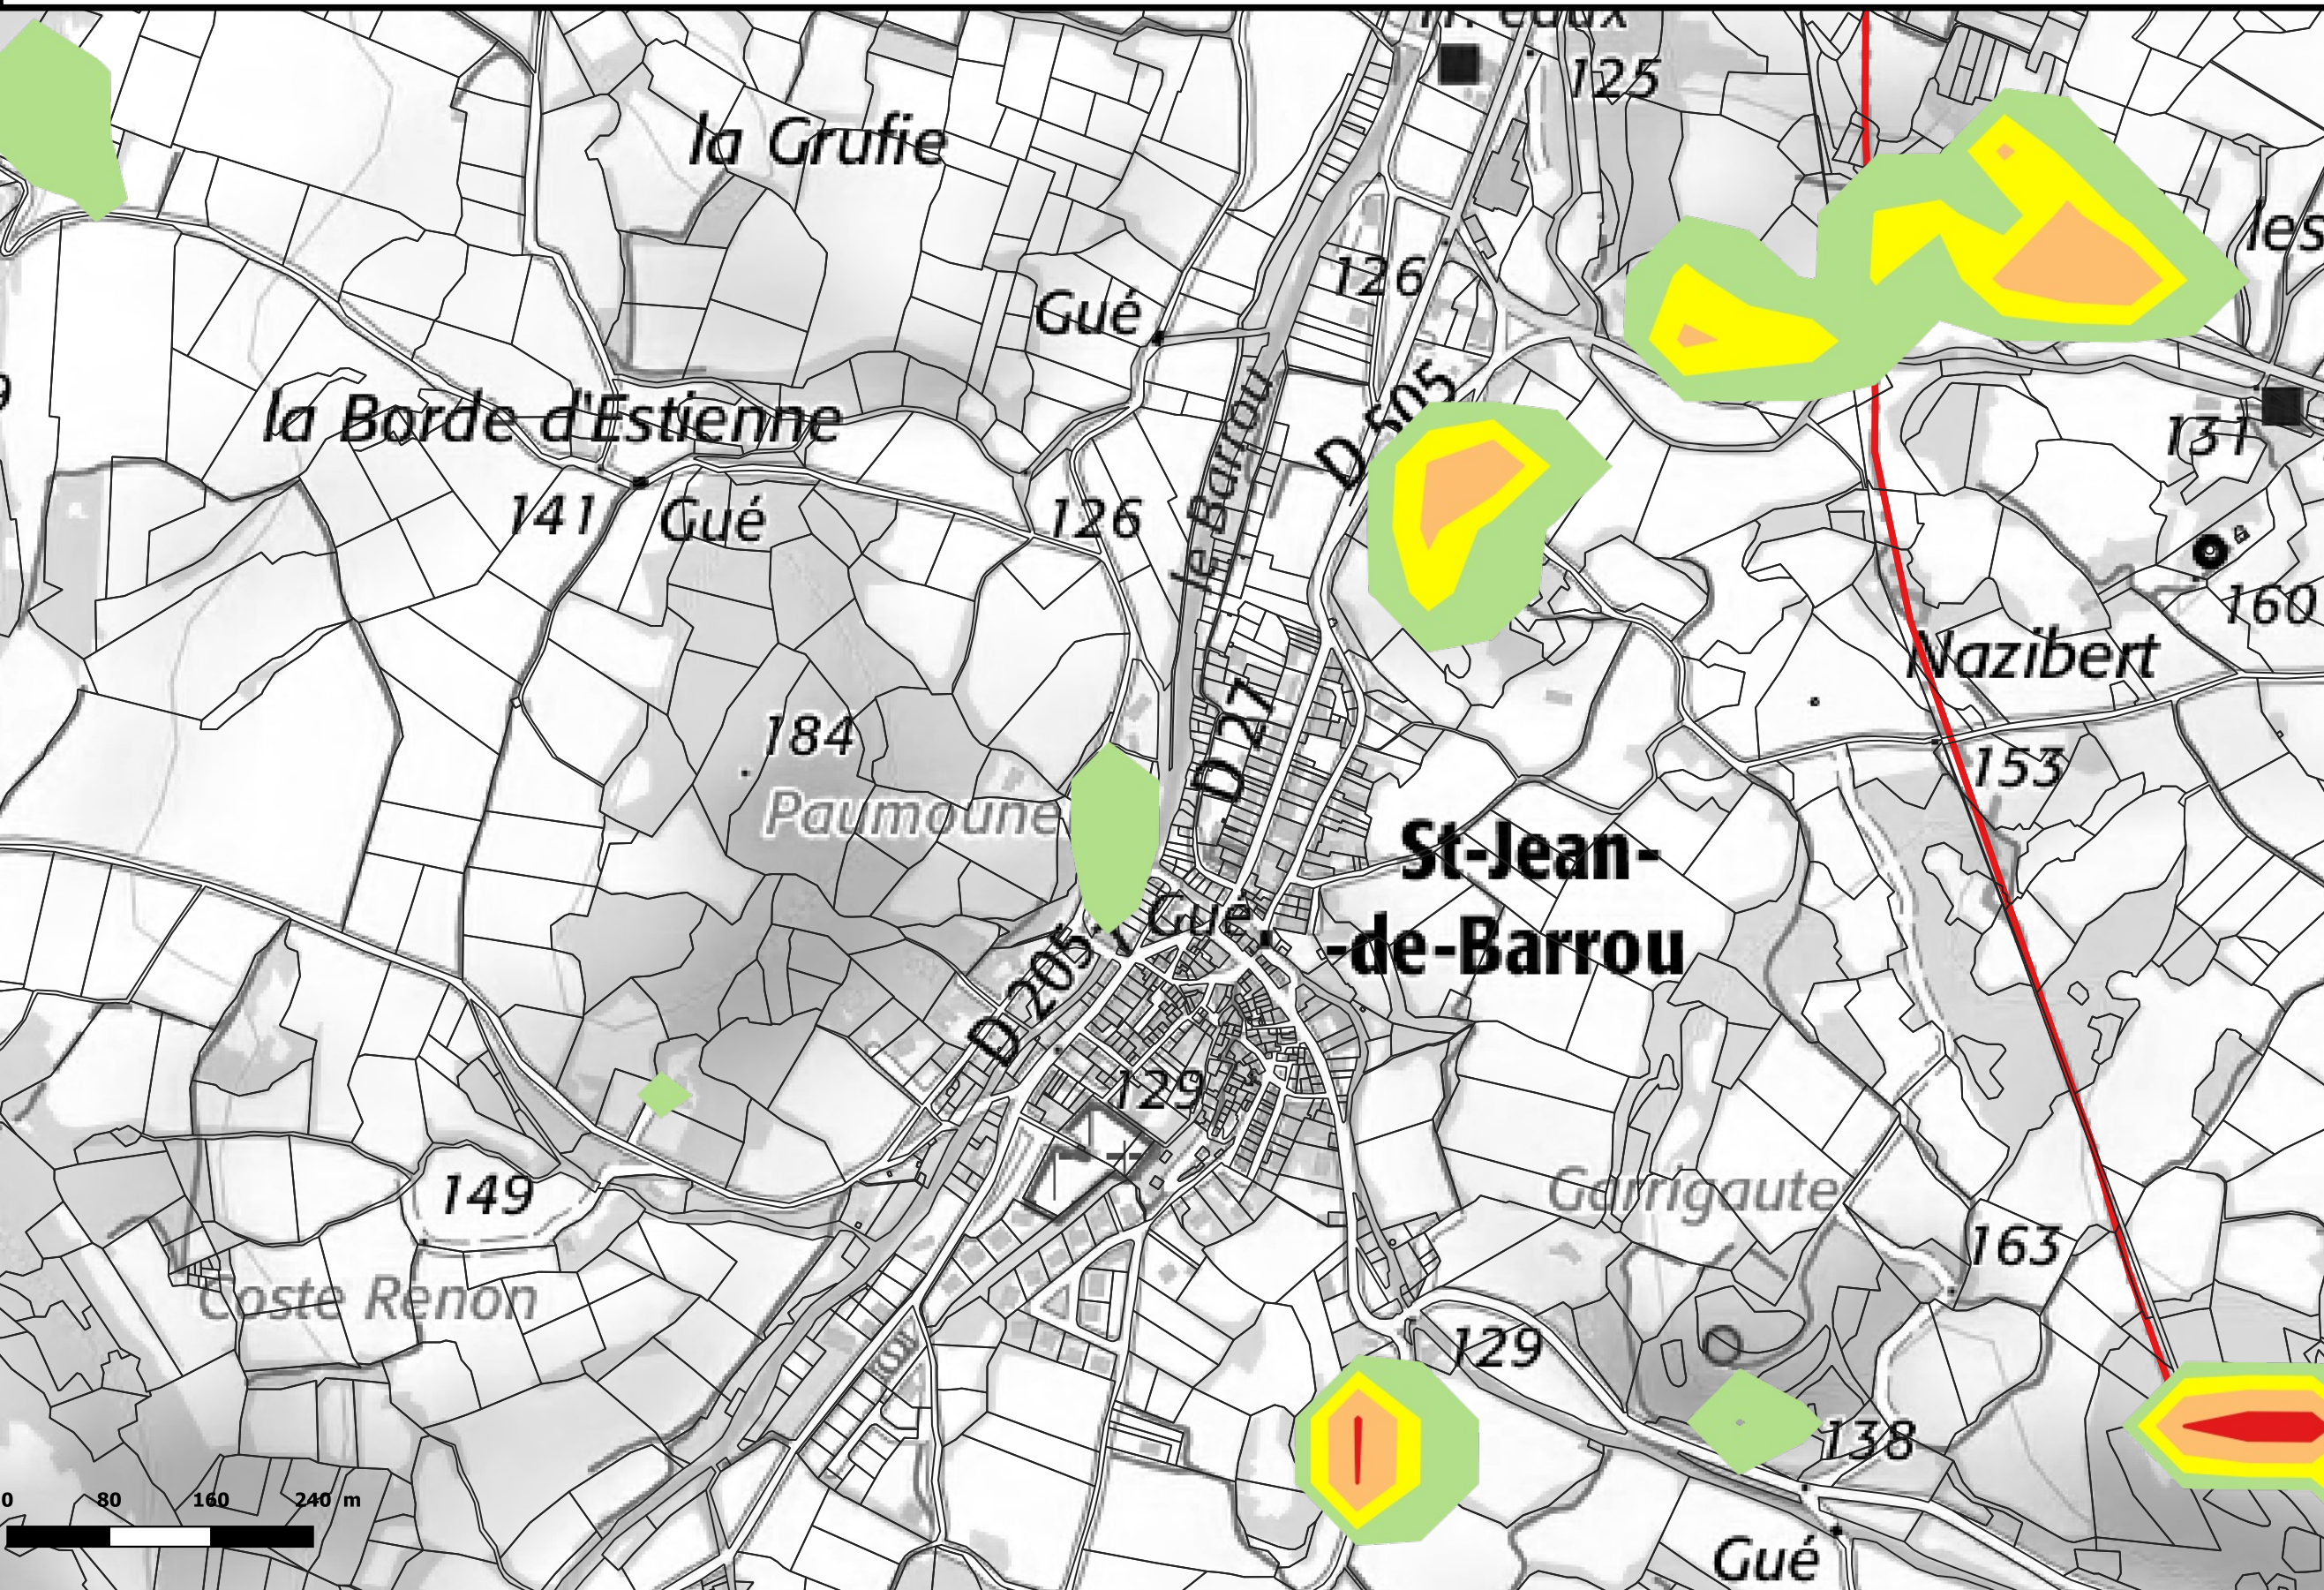 125
la Grufie
les
126
Gué
D 605
la Borde d'Estienne
131
141
Gué
126
le Barrou
160
Nazibert
184
D 27
153
Paumoune
St-Jean-
-de-Barrou
Gué
D 205
129
149
Garrigaute
163
Coste Renon
129
138
0 80 160 240 m
Gué